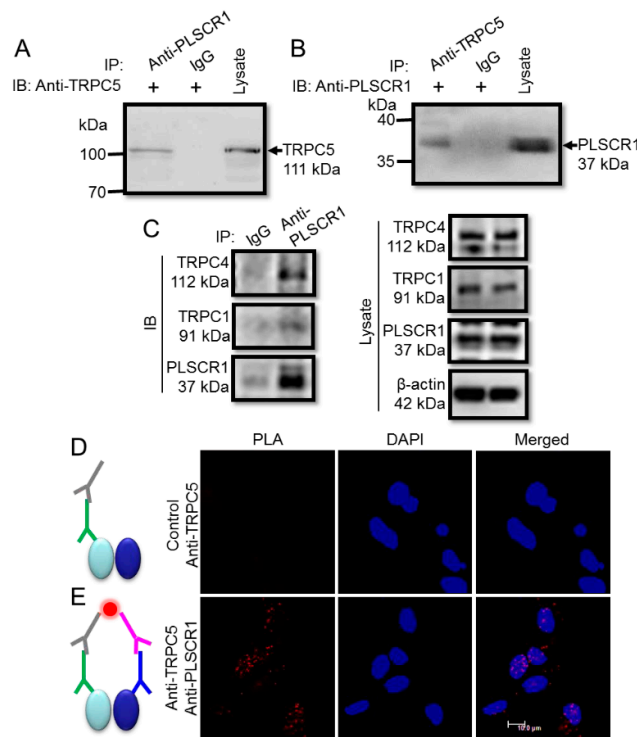 A
IP: Anti-PLSCR1 IgG Lysate
IB: Anti-TRPC5 + +
kDa
100
70
TRPC5
111 kDa
B
IP: Anti-TRPC5 IgG Lysate
IB: Anti-PLSCR1 + +
kDa
40
35
PLSCR1
37 kDa
C
IP: IgG Anti-PLSCR1
IB
TRPC4
112 kDa
TRPC1
91 kDa
PLSCR1
37 kDa
Lysate
TRPC4
112 kDa
TRPC1
91 kDa
PLSCR1
37 kDa
β-actin
42 kDa
PLA DAPI Merged
D
Control
Anti-TRPC5
E
Anti-TRPC5
Anti-PLSCR1
10.0 µm